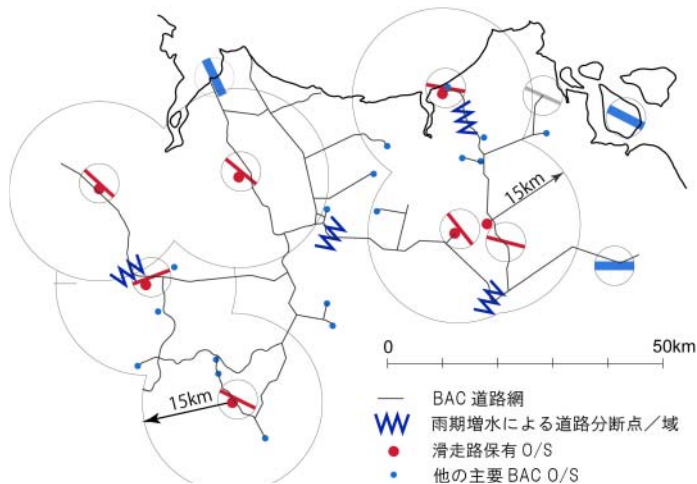 15km
15km
0 50km
BAC 道路網
雨期増水による道路分断点／域
滑走路保有 O/S
他の主要 BAC O/S